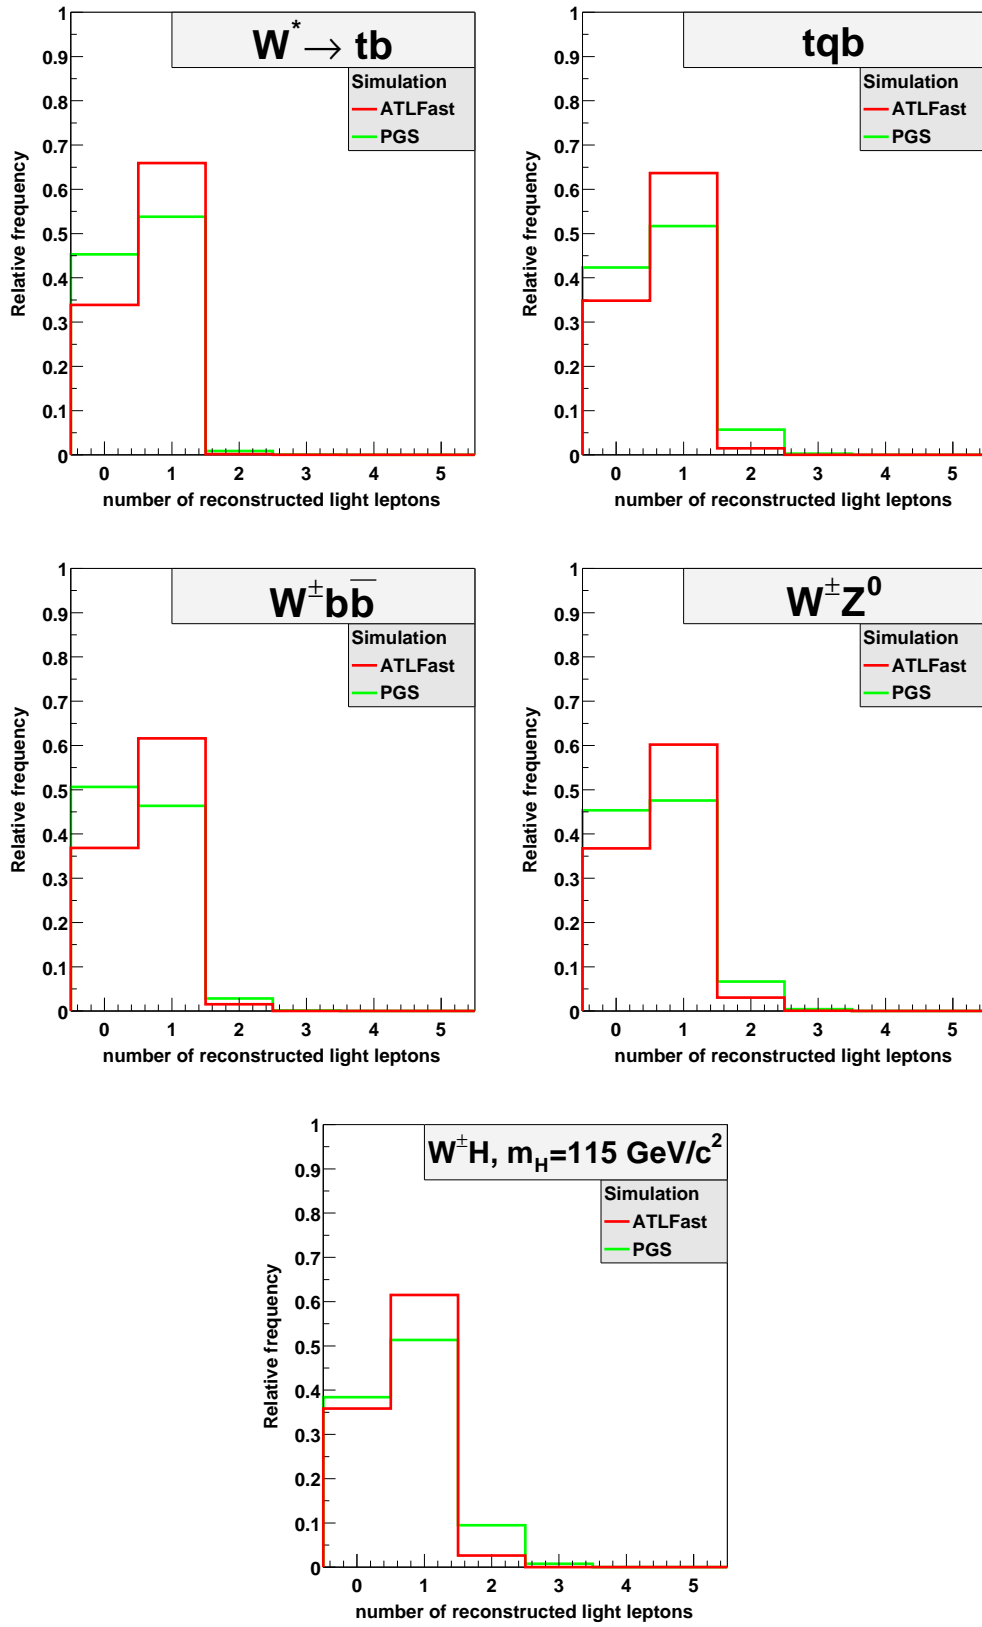 W* → tb
Simulation
ATLFast
PGS
Relative frequency
1
0.9
0.8
0.7
0.6
0.5
0.4
0.3
0.2
0.1
0
0 1 2 3 4 5
number of reconstructed light leptons
tqb
Simulation
ATLFast
PGS
Relative frequency
1
0.9
0.8
0.7
0.6
0.5
0.4
0.3
0.2
0.1
0
0 1 2 3 4 5
number of reconstructed light leptons
W±bb̅
Simulation
ATLFast
PGS
Relative frequency
1
0.9
0.8
0.7
0.6
0.5
0.4
0.3
0.2
0.1
0
0 1 2 3 4 5
number of reconstructed light leptons
W±Z⁰
Simulation
ATLFast
PGS
Relative frequency
1
0.9
0.8
0.7
0.6
0.5
0.4
0.3
0.2
0.1
0
0 1 2 3 4 5
number of reconstructed light leptons
W±H, m_H=115 GeV/c²
Simulation
ATLFast
PGS
Relative frequency
1
0.9
0.8
0.7
0.6
0.5
0.4
0.3
0.2
0.1
0
0 1 2 3 4 5
number of reconstructed light leptons